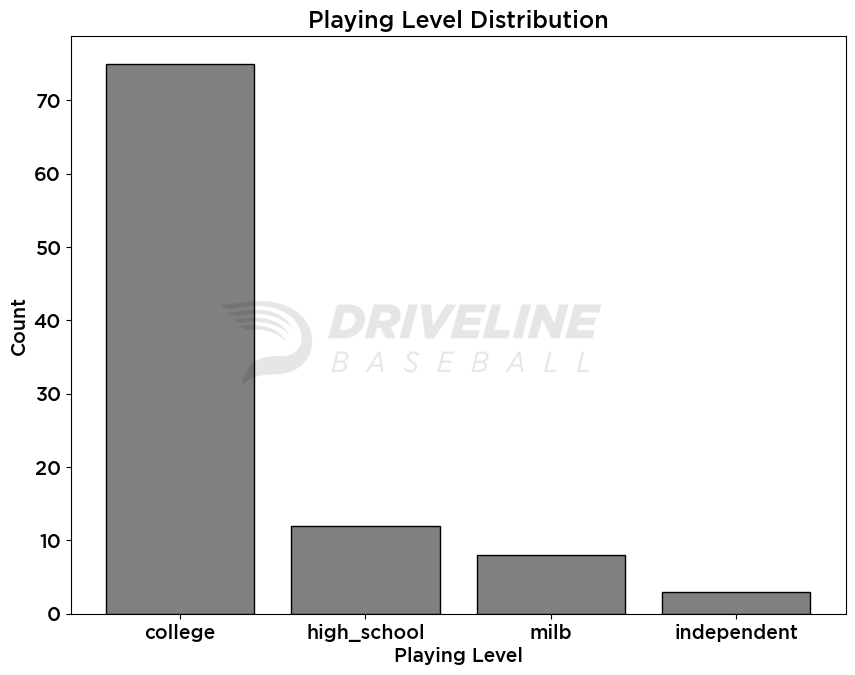 Playing Level Distribution
Count
70
60
50
40
30
20
10
0
DRIVELINE
BASEBALL
college high_school milb independent
Playing Level